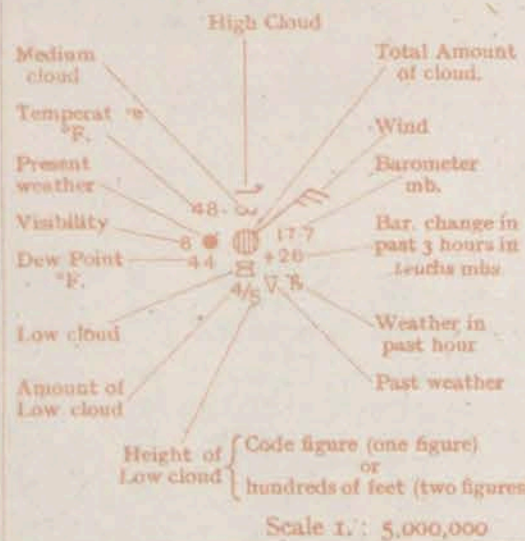 High Cloud
Medium
cloud
Total Amount
of cloud.
Temperat re
°F.
Wind
Present
weather
Barometer
mb.
48
Visibility
6
17.7
Bar. change in
past 3 hours in
tenths mbs
Dew Point
°F.
44
+26
4/5
Low cloud
Weather in
past hour
Amount of
Low cloud
Past weather
Height of
Low cloud
Code figure (one figure)
or
hundreds of feet (two figures
Scale 1 : 5,000,000